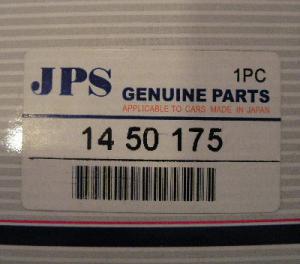 JPS
1PC
GENUINE PARTS
APPLICABLE TO CARS MADE IN JAPAN
14 50 175